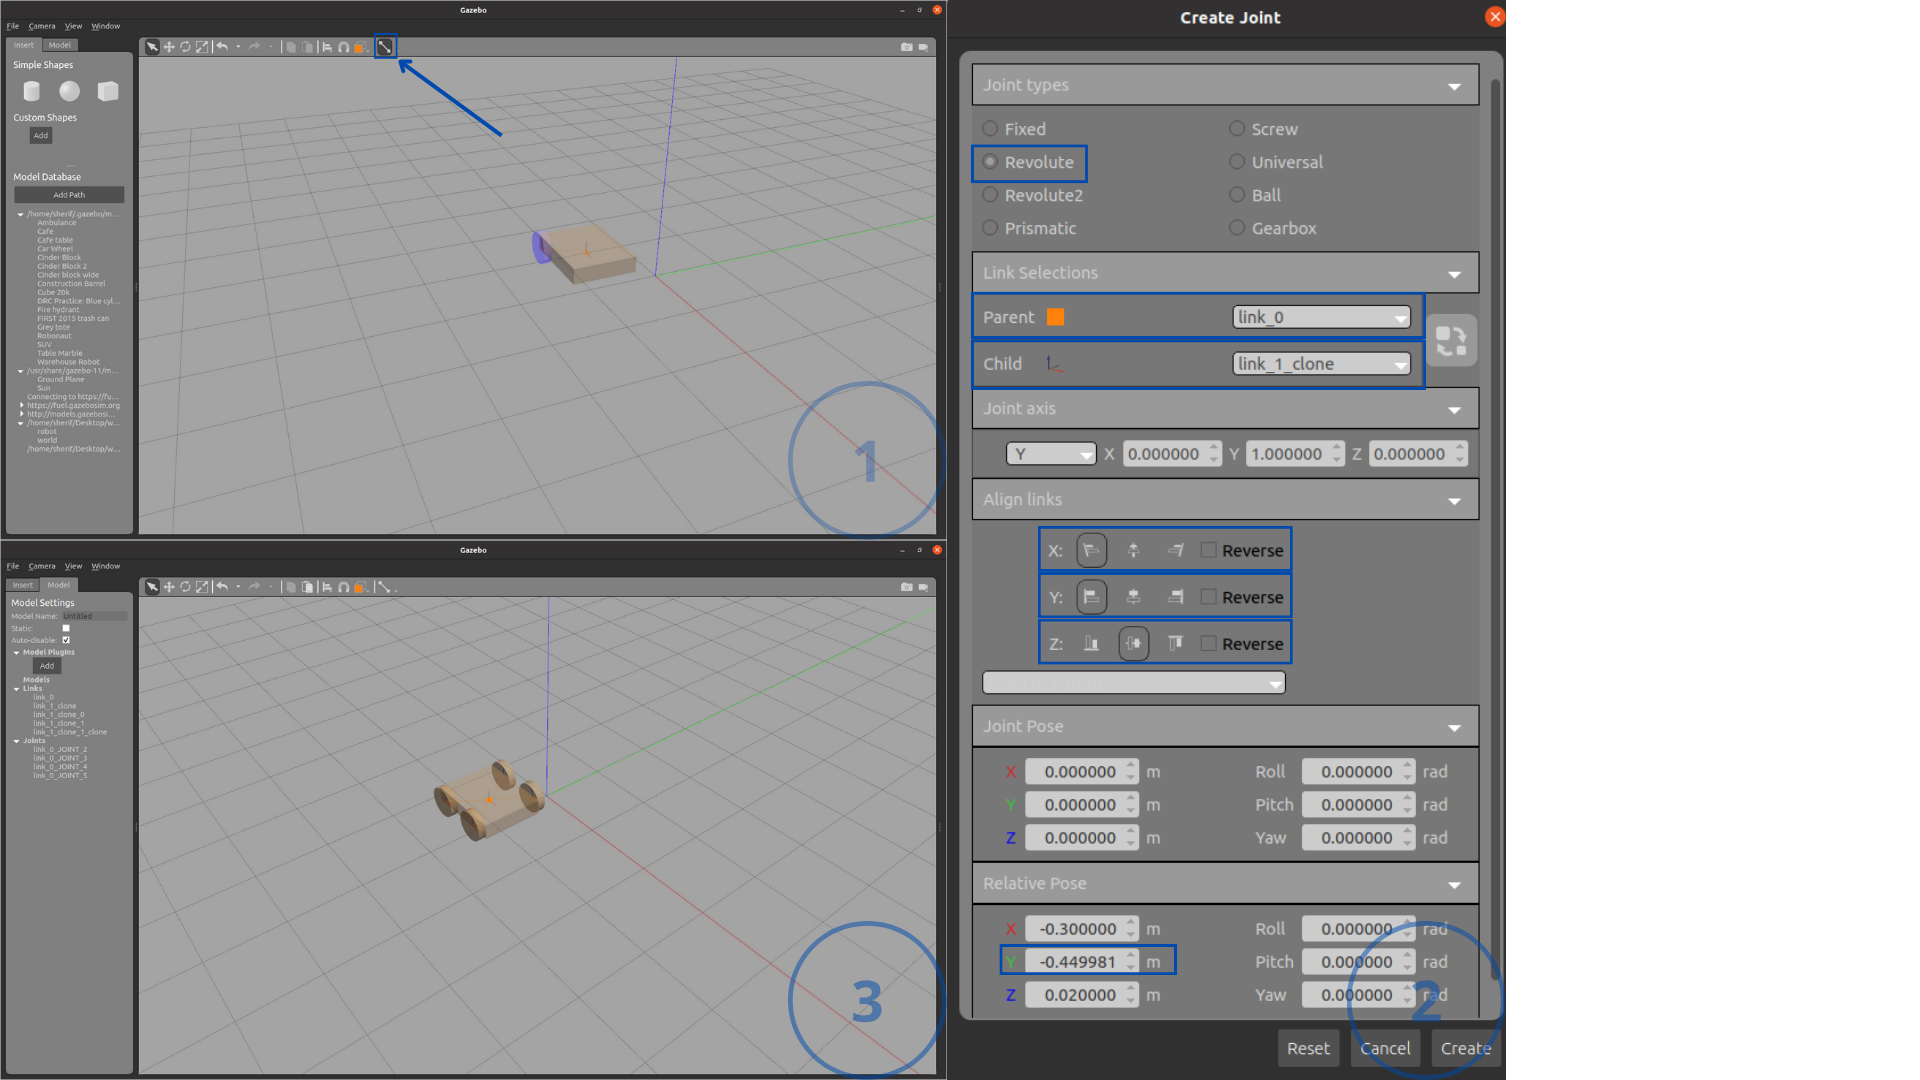 Gazebo
File Camera View Window
Insert Model
Simple Shapes
Custom Shapes
Add
Model Database
Add Path
/home/sherif/.gazebo/m...
Ambulance
Cafe
Cafe table
Car Wheel
Cinder Block
Cinder Block 2
Cinder block wide
Construction Barrel
Cube 20k
DRC Practice: Blue cyl...
Fire hydrant
FIRST 2015 trash can
Grey tote
Robonaut
SUV
Table Marble
Warehouse Robot
/usr/share/gazebo-11/m...
Ground Plane
Sun
Connecting to https://fu...
https://fuel.gazebosim.org
http://models.gazebosi...
/home/sherif/Desktop/w...
robot
world
/home/sherif/Desktop/w...
1
Create Joint
Joint types
Fixed Screw
Revolute Universal
Revolute2 Ball
Prismatic Gearbox
Link Selections
Parent link_0
Child link_1_clone
Joint axis
Y X 0.000000 Y 1.000000 Z 0.000000
Align links
X: Reverse
Y: Reverse
Z: Reverse
Joint Pose
X 0.000000 m Roll 0.000000 rad
Y 0.000000 m Pitch 0.000000 rad
Z 0.000000 m Yaw 0.000000 rad
Relative Pose
X -0.300000 m Roll 0.000000 rad
Y -0.449981 m Pitch 0.000000 rad
Z 0.020000 m Yaw 0.000000 rad
2
Reset Cancel Create
Gazebo
File Camera View Window
Insert Model
Model Settings
Model Name: Untitled
Static:
Auto-disable:
Model Plugins
Add
Models
Links
link_0
link_1_clone
link_1_clone_0
link_1_clone_1
link_1_clone_1_clone
Joints
link_0_JOINT_2
link_0_JOINT_3
link_0_JOINT_4
link_0_JOINT_5
3